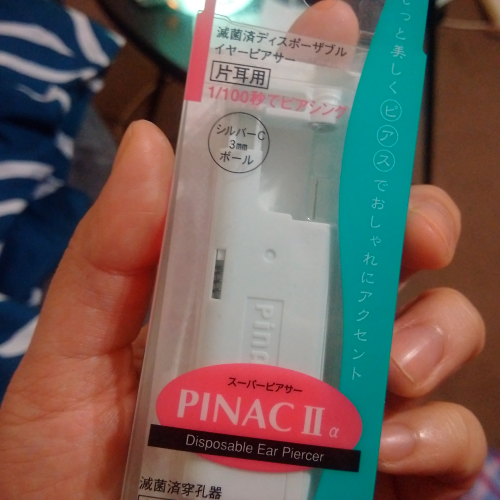 滅菌済ディスポーザブル
イヤーピアサー
片耳用
1/100秒でピアシング
シルバーC
3mm
ボール
っと美しくピアスでおしゃれにアクセント
スーパーピアサー
PINAC II α
Disposable Ear Piercer
滅菌済穿孔器